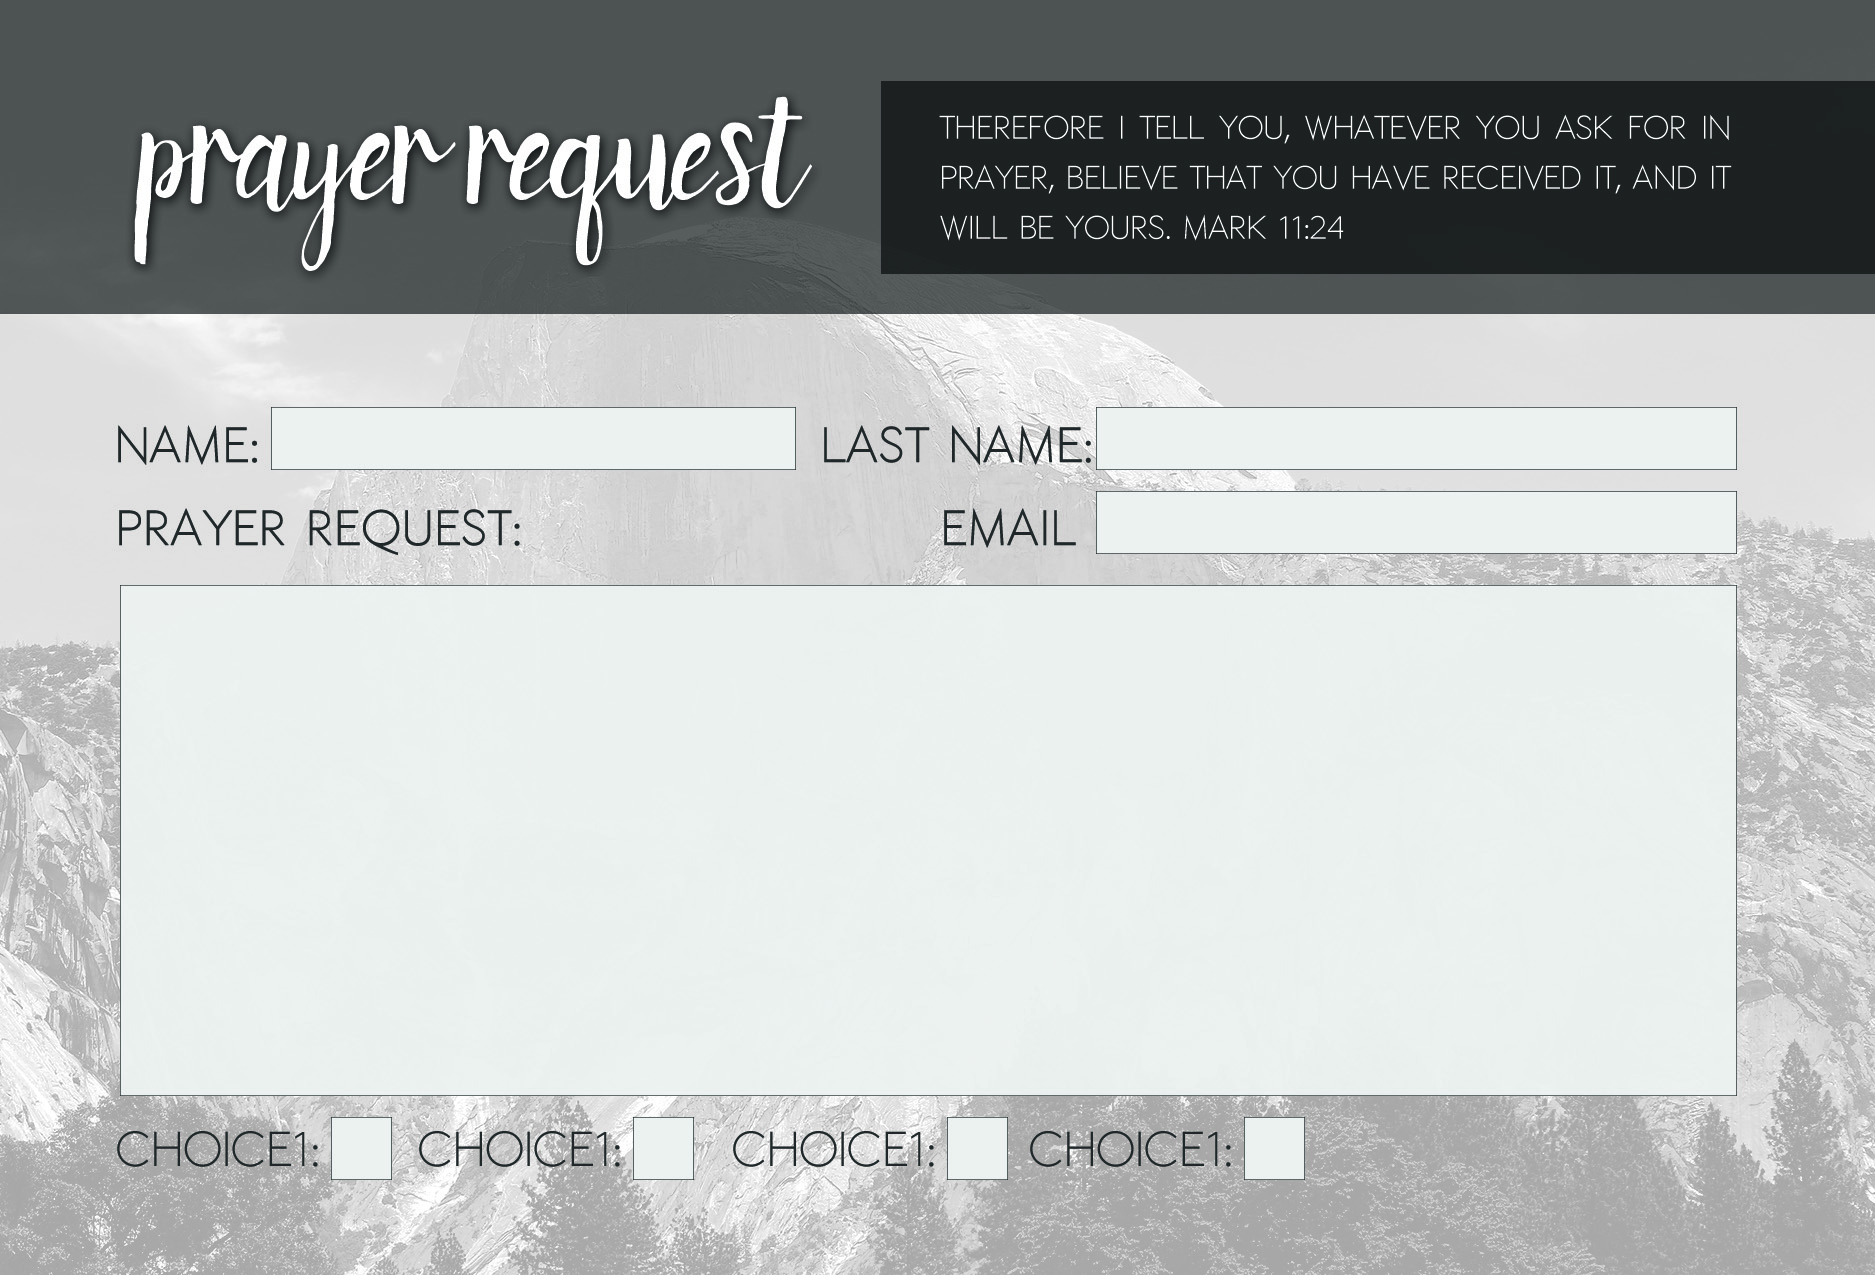 prayer request
THEREFORE I TELL YOU, WHATEVER YOU ASK FOR IN
PRAYER, BELIEVE THAT YOU HAVE RECEIVED IT, AND IT
WILL BE YOURS. MARK 11:24
NAME: LAST NAME:
PRAYER REQUEST: EMAIL
CHOICE1: CHOICE1: CHOICE1: CHOICE1: